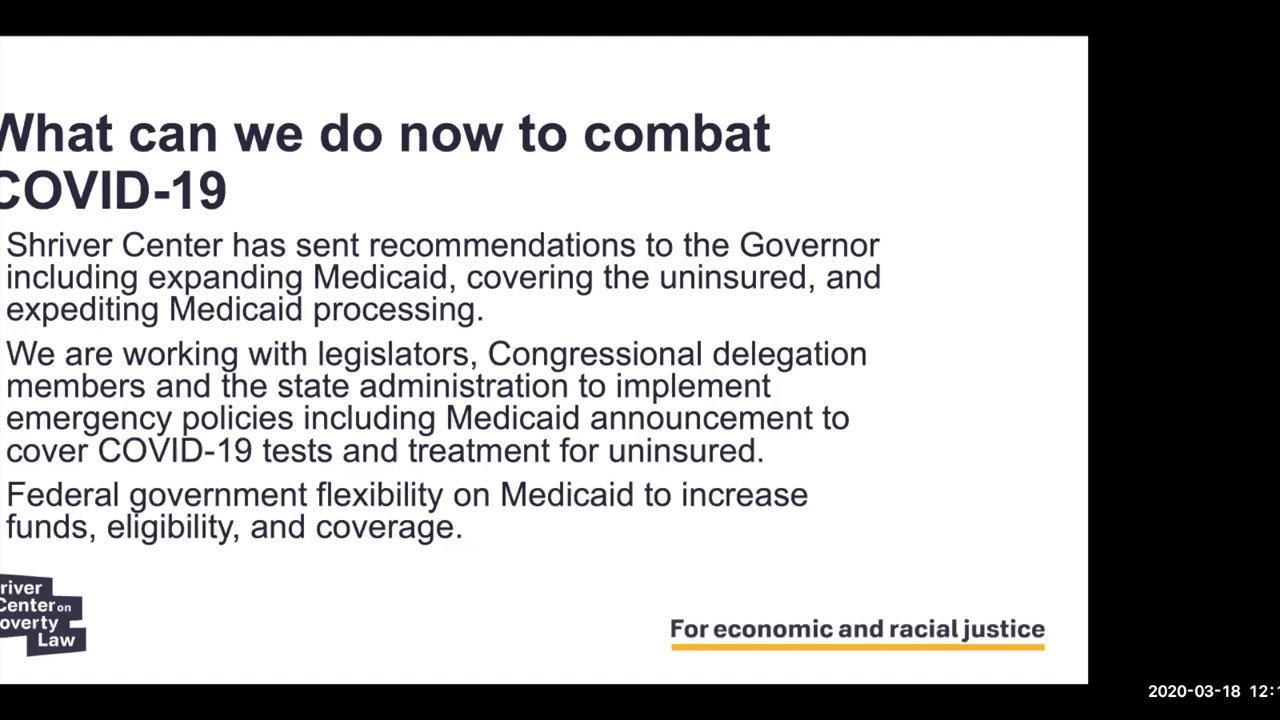 What can we do now to combat
COVID-19
Shriver Center has sent recommendations to the Governor
including expanding Medicaid, covering the uninsured, and
expediting Medicaid processing.
We are working with legislators, Congressional delegation
members and the state administration to implement
emergency policies including Medicaid announcement to
cover COVID-19 tests and treatment for uninsured.
Federal government flexibility on Medicaid to increase
funds, eligibility, and coverage.
river
Center on
overty
Law
For economic and racial justice
2020-03-18 12:1